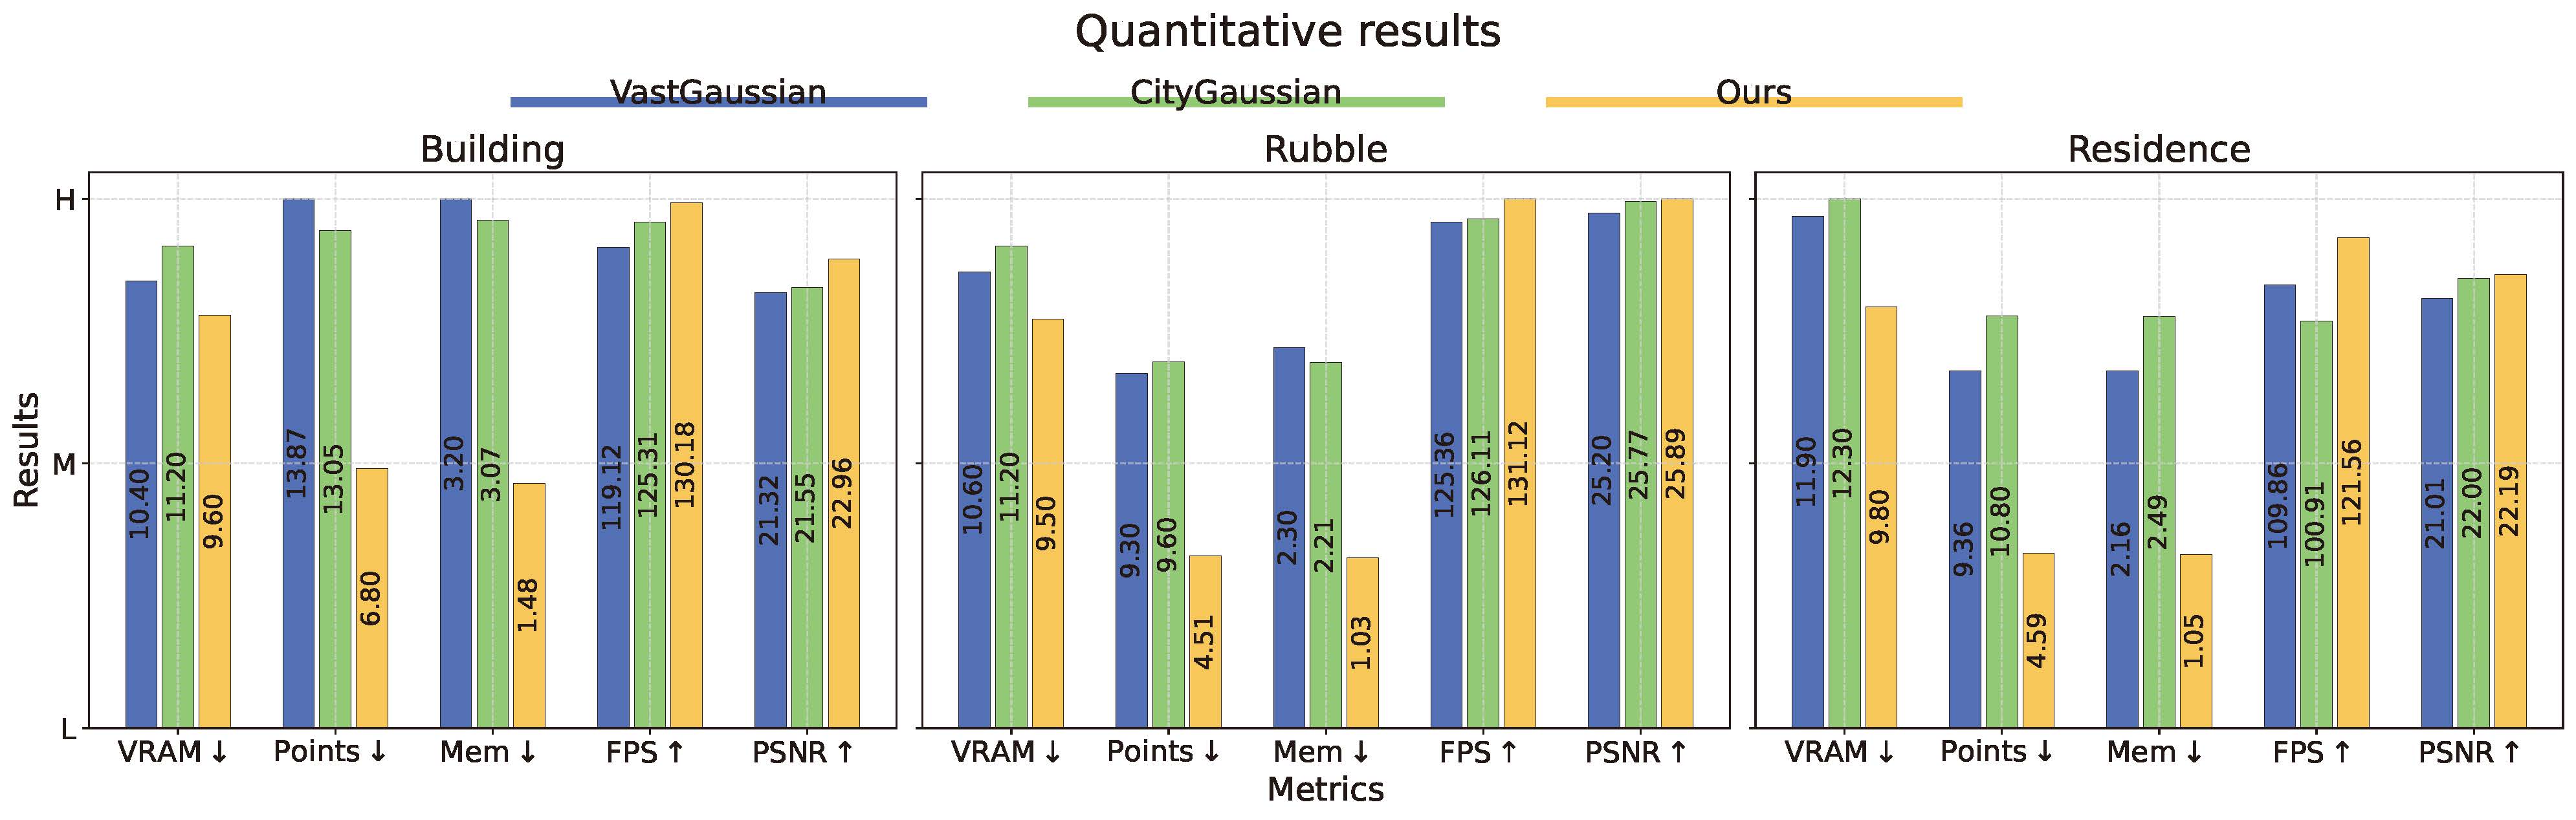 Quantitative results
VastGaussian CityGaussian Ours
Building Rubble Residence
Results
H
M
L
10.40 11.20 9.60 13.87 13.05 6.80 3.20 3.07 1.48 119.12 125.31 130.18 21.32 21.55 22.96
10.60 11.20 9.50 9.30 9.60 4.51 2.30 2.21 1.03 125.36 126.11 131.12 25.20 25.77 25.89
11.90 12.30 9.80 9.36 10.80 4.59 2.16 2.49 1.05 109.86 100.91 121.56 21.01 22.00 22.19
VRAM ↓ Points ↓ Mem ↓ FPS ↑ PSNR ↑ VRAM ↓ Points ↓ Mem ↓ FPS ↑ PSNR ↑ VRAM ↓ Points ↓ Mem ↓ FPS ↑ PSNR ↑
Metrics